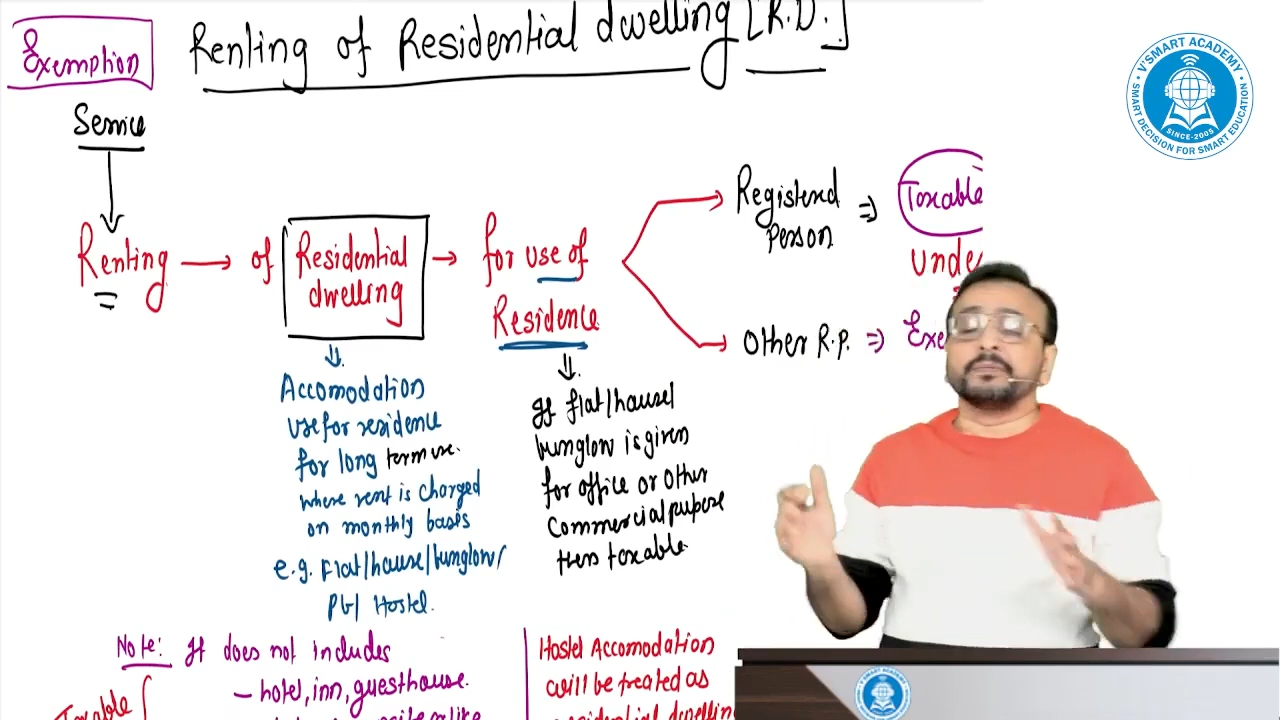 Exemption
Renting of Residential dwelling [R.D.]
Service
Renting → of Residential dwelling → for use of Residence
Registered Person ⇒ Taxable
unde
Other R.P. ⇒ Exe
Accomodation
use for residence
for long term use.
where rent is charged
on monthly basis
e.g. Flat/house/bunglow/
PG/ Hostel.
If flat/house/
bunglow is given
for office or other
commercial pupose
then taxable
Note: It does not includes
- hotel, inn, guesthouse.
Taxable
Hostel Accomodation
will be treated as
residential dwelling
V'SMART ACADEMY
SMART DECISION FOR SMART EDUCATION
SINCE-2005